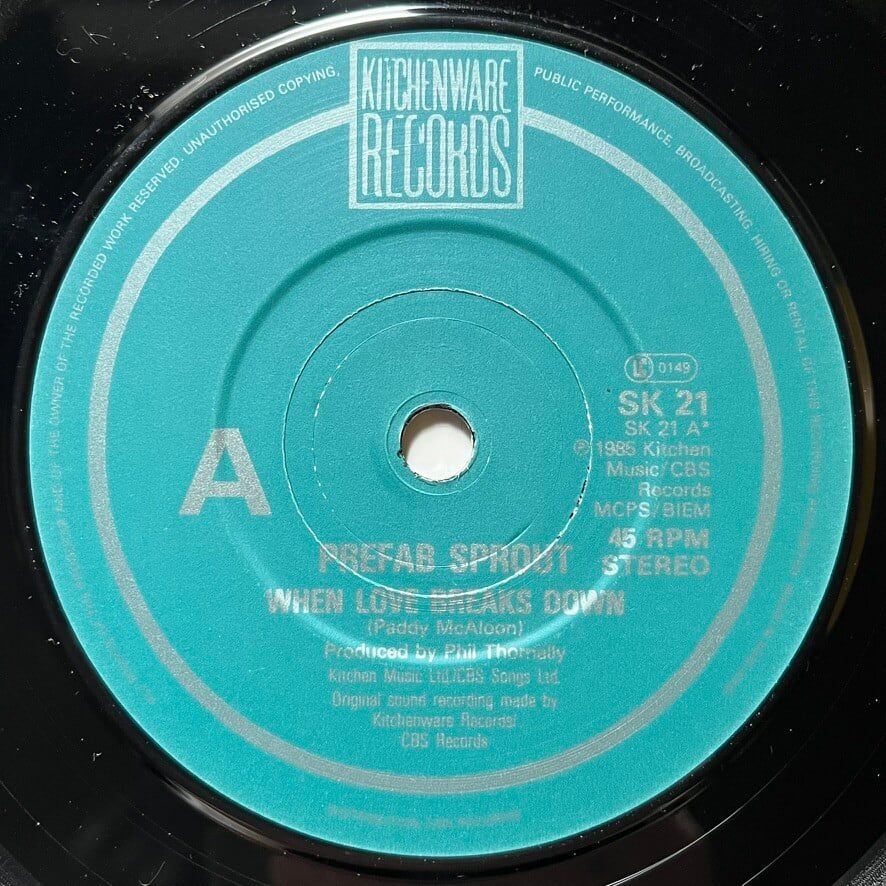 KITCHENWARE
RECORDS
OF THE OWNER OF THE RECORDED WORK RESERVED. UNAUTHORISED COPYING,
PUBLIC PERFORMANCE, BROADCASTING, HIRING OR RENTAL OF THIS
A
0149
SK 21
SK 21 A*
℗ 1985 Kitchen
Music/CBS
Records
MCPS/BIEM
45 RPM
STEREO
PREFAB SPROUT
WHEN LOVE BREAKS DOWN
(Paddy McAloon)
Produced by Phil Thornally
Kitchen Music Ltd./CBS Songs Ltd.
Original sound recording made by
Kitchenware Records/
CBS Records